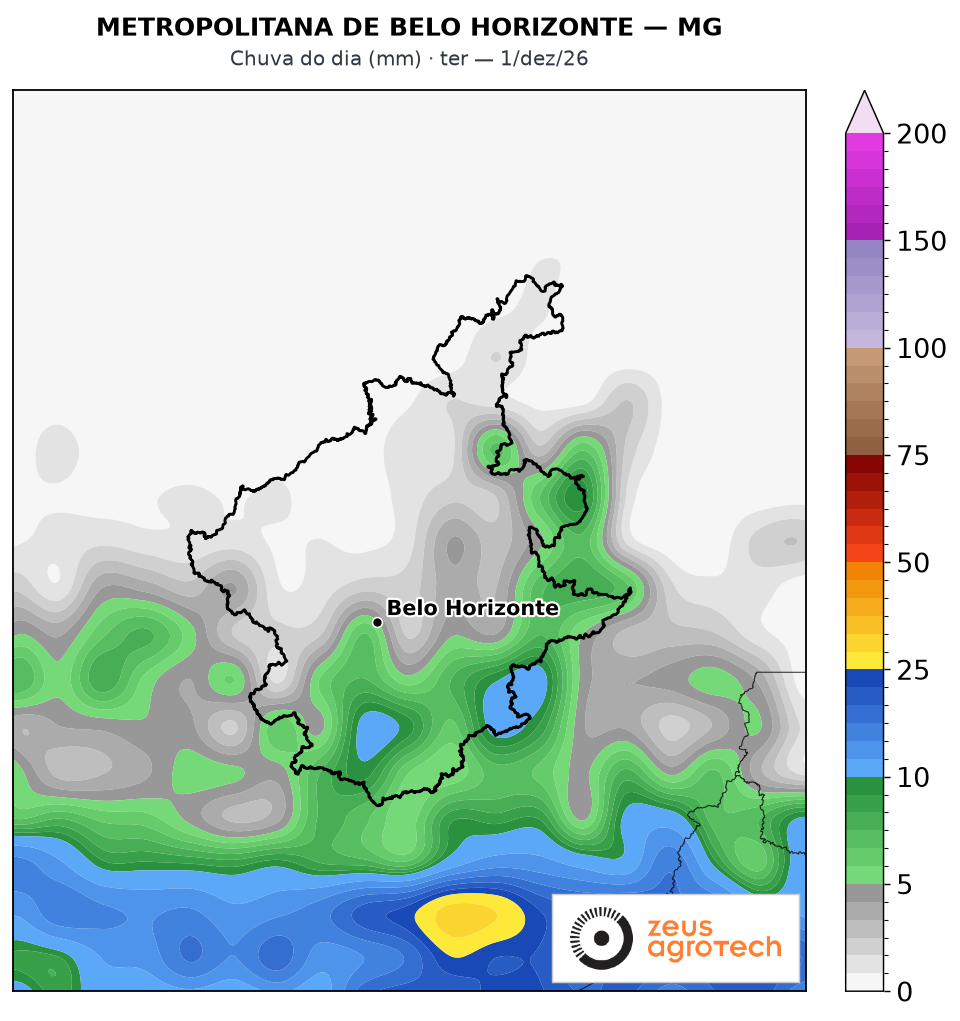 METROPOLITANA DE BELO HORIZONTE — MG
Chuva do dia (mm) · ter — 1/dez/26
200
150
100
75
50
25
10
5
0
Belo Horizonte
zeus
agrotech